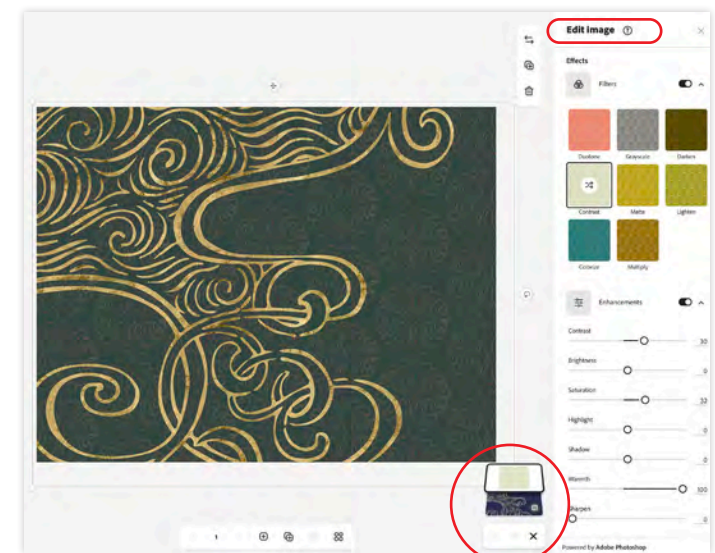 Edit image ?
Effects
Filters
Duotone Grayscale Darken
Contrast Matte Lighten
Colorize Multiply
Enhancements
Contrast
30
Brightness
0
Saturation
32
Highlight
0
Shadow
0
Warmth
100
Sharpen
0
1
Powered by Adobe Photoshop